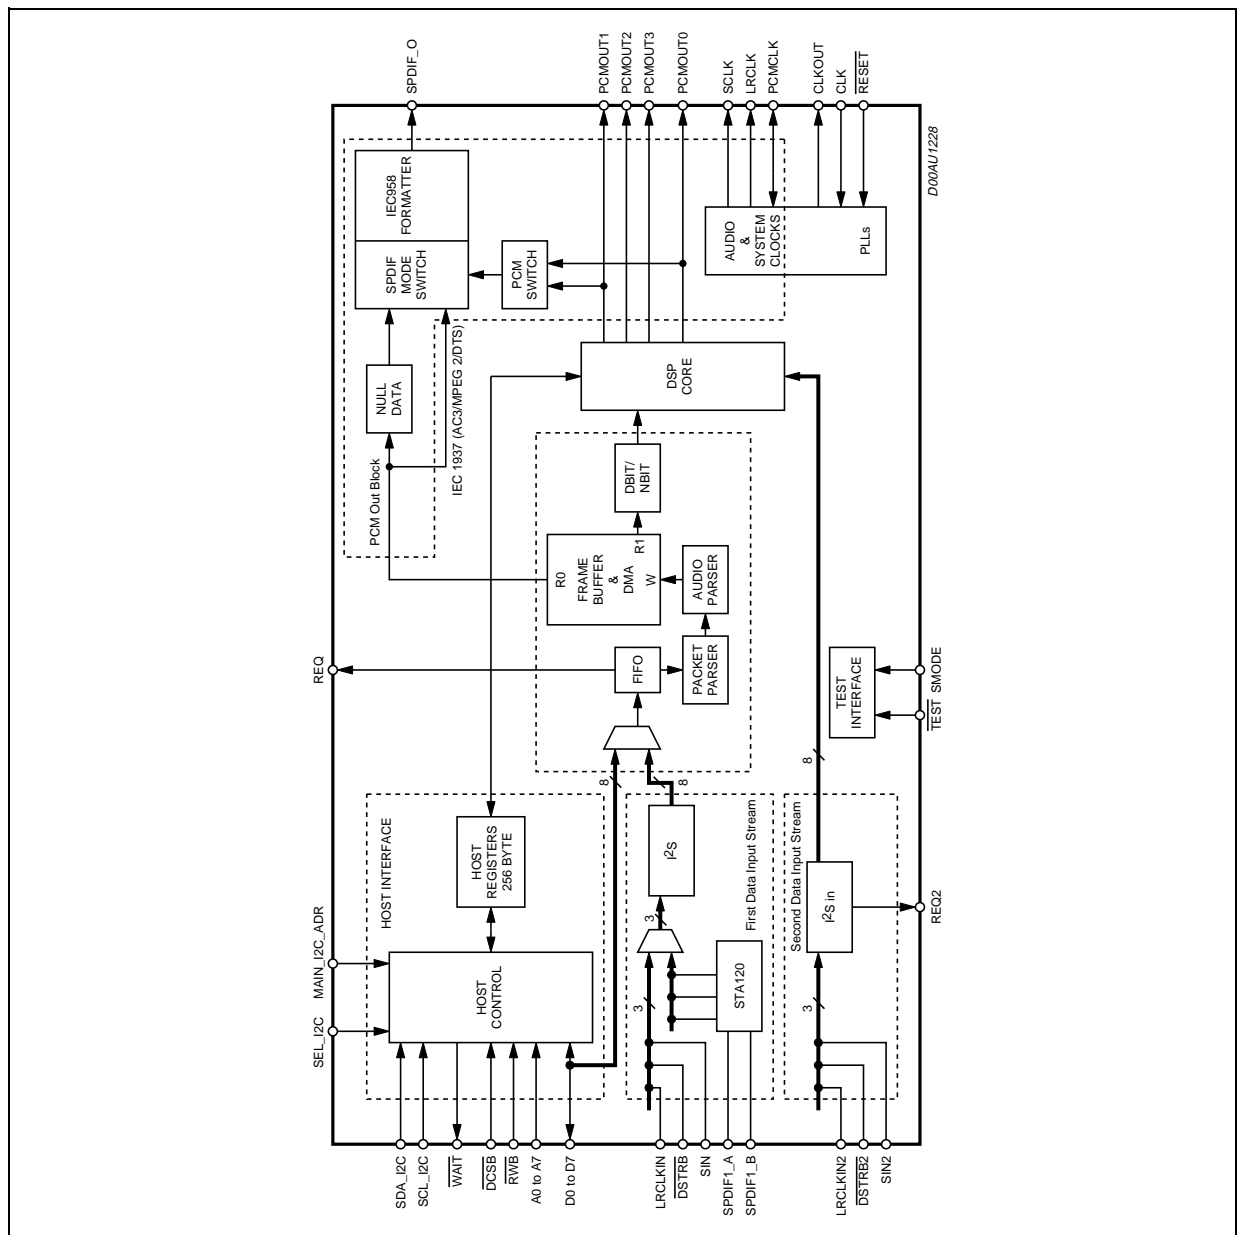 SPDIF_O
PCMOUT1
PCMOUT2
PCMOUT3
PCMOUT0
SCLK
LRCLK
PCMCLK
CLKOUT
CLK
RESET
D00AU1228
IEC958
FORMATTER
SPDIF
MODE
SWITCH
PCM
SWITCH
AUDIO
&
SYSTEM
CLOCKS
PLLs
NULL
DATA
IEC 1937 (AC3/MPEG 2/DTS)
PCM Out Block
DSP
CORE
DBIT/
NBIT
R0
FRAME
BUFFER
&
DMA
R1
W
AUDIO
PARSER
PACKET
PARSER
FIFO
REQ
TEST
INTERFACE
TEST
SMODE
8
8
8
HOST INTERFACE
HOST
REGISTERS
256 BYTE
HOST
CONTROL
MAIN_I2C_ADR
SEL_I2C
I2S
3
3
First Data Input Stream
STA120
Second Data Input Stream
I2S in
3
REQ2
SDA_I2C
SCL_I2C
WAIT
DCSB
RWB
A0 to A7
D0 to D7
LRCLKIN
DSTRB
SIN
SPDIF1_A
SPDIF1_B
LRCLKIN2
DSTRB2
SIN2